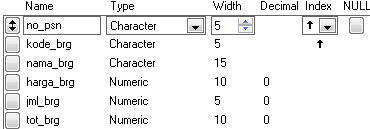 Name Type Width Decimal Index NULL
no_psn Character 5
kode_brg Character 5
nama_brg Character 15
harga_brg Numeric 10 0
jml_brg Numeric 5 0
tot_brg Numeric 10 0